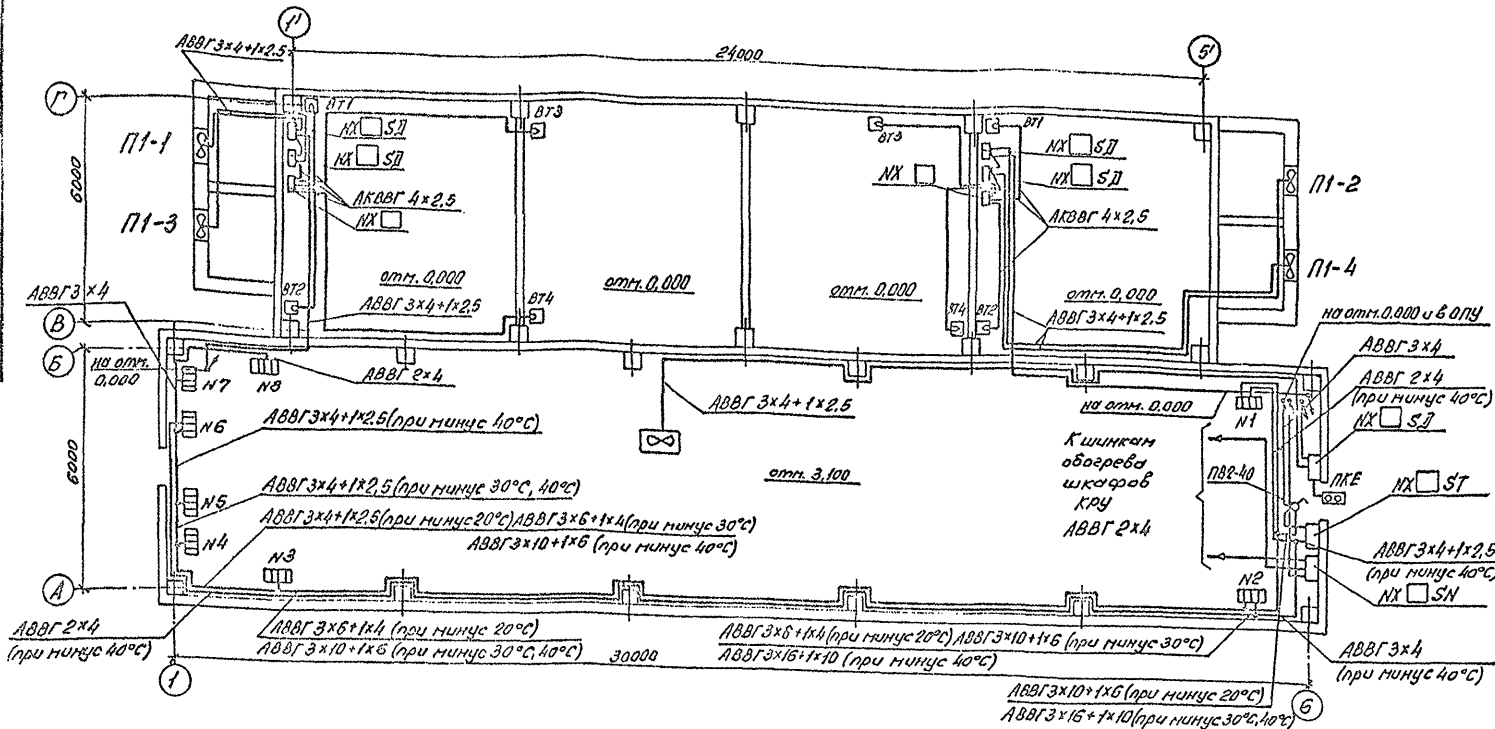 1'
5'
АВВГ 3×4+1×2.5
24000
Г
6000
П1-1
П1-3
ВТ1
NX SД
NX SД
АКВВГ 4×2,5
NX
ВТ3
ВТ3
ВТ1
NX SД
NX SД
NX
АКВВГ 4×2,5
П1-2
П1-4
АВВГ 3×4
В
ВТ2
отм. 0,000
АВВГ 3×4+1×2,5
ВТ4
отм. 0,000
отм. 0,000
ВТ4
ВТ2
отм. 0,000
АВВГ 3×4+1×2,5
на отм. 0.000 и в ОПУ
Б
на отм.
0,000
N7
N8
АВВГ 2×4
АВВГ 3×4+1×2,5
на отм. 0.000
N1
АВВГ 3×4
АВВГ 2×4
(при минус 40°С)
NX SД
ПКЕ
6000
N6
АВВГ 3×4+1×2.5 (при минус 40°С)
отм. 3,100
К шинкам
обогрева
шкафов
КРУ
АВВГ 2×4
ПВ2-40
NX ST
N5
АВВГ 3×4+1×2,5 (при минус 30°С, 40°С)
N4
АВВГ 3×4+1×2,5 (при минус 20°С) АВВГ 3×6+1×4 (при минус 30°С)
АВВГ 3×10+1×6 (при минус 40°С)
N3
N2
АВВГ 3×4+1×2,5
(при минус 40°С)
NX SN
А
АВВГ 2×4
(при минус 40°С)
АВВГ 3×6+1×4 (при минус 20°С)
АВВГ 3×10+1×6 (при минус 30°С, 40°С)
30000
АВВГ 3×6+1×4 (при минус 20°С) АВВГ 3×10+1×6 (при минус 30°С)
АВВГ 3×16+1×10 (при минус 40°С)
АВВГ 3×4
(при минус 40°С)
1
АВВГ 3×10+1×6 (при минус 20°С)
АВВГ 3×16+1×10 (при минус 30°С, 40°С)
6